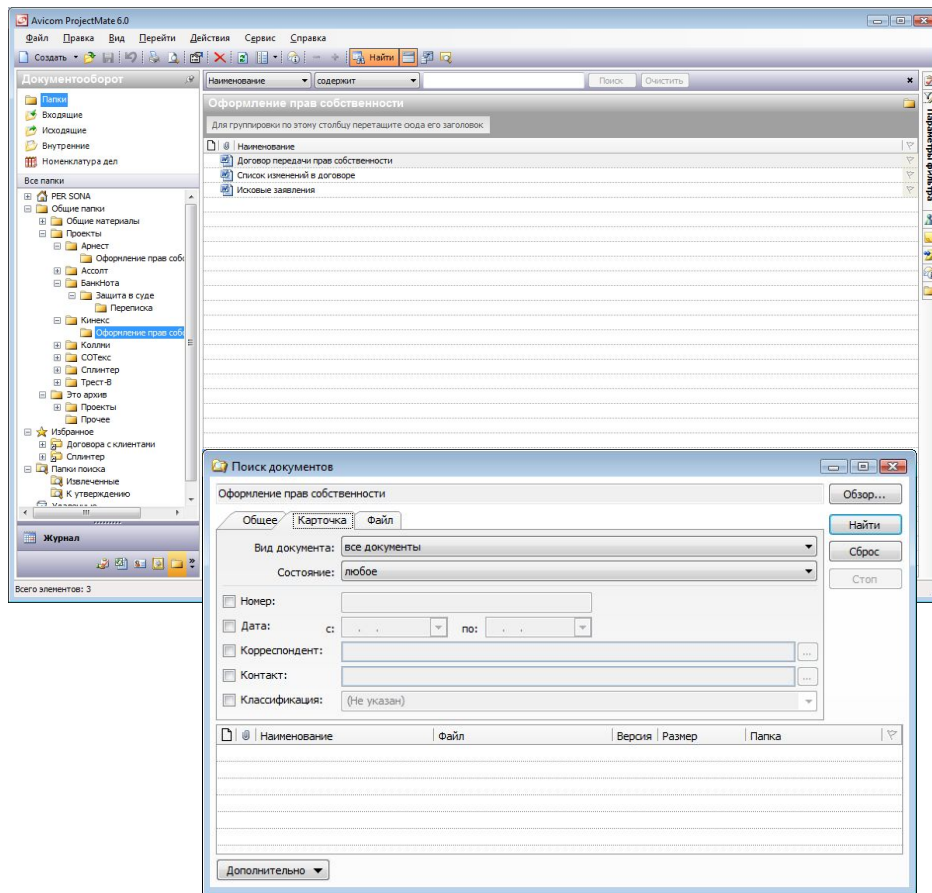 Avicom ProjectMate 6.0
Файл Правка Вид Перейти Действия Сервис Справка
Создать Найти
Документооборот
Наименование содержит Поиск Очистить
Папки
Входящие
Исходящие
Внутренние
Номенклатура дел
Все папки
PER SONA
Общие папки
Общие материалы
Проекты
Арнест
Оформление прав собс
Ассолт
БанкНота
Защита в суде
Переписка
Кинекс
Оформление прав собс
Коллми
СОТекс
Сплинтер
Трест-В
Это архив
Проекты
Прочее
Избранное
Договора с клиентами
Сплинтер
Папки поиска
Извлеченные
К утверждению
Журнал
Всего элементов: 3
Оформление прав собственности
Для группировки по этому столбцу перетащите сюда его заголовок
Наименование
Договор передачи прав собственности
Список изменений в договоре
Исковые заявления
Параметры фильтра
Поиск документов
Оформление прав собственности Обзор...
Общее Карточка Файл Найти
Вид документа: все документы Сброс
Состояние: любое Стоп
Номер:
Дата: с: . . по: . .
Корреспондент: ...
Контакт: ...
Классификация: (Не указан)
Наименование Файл Версия Размер Папка
Дополнительно